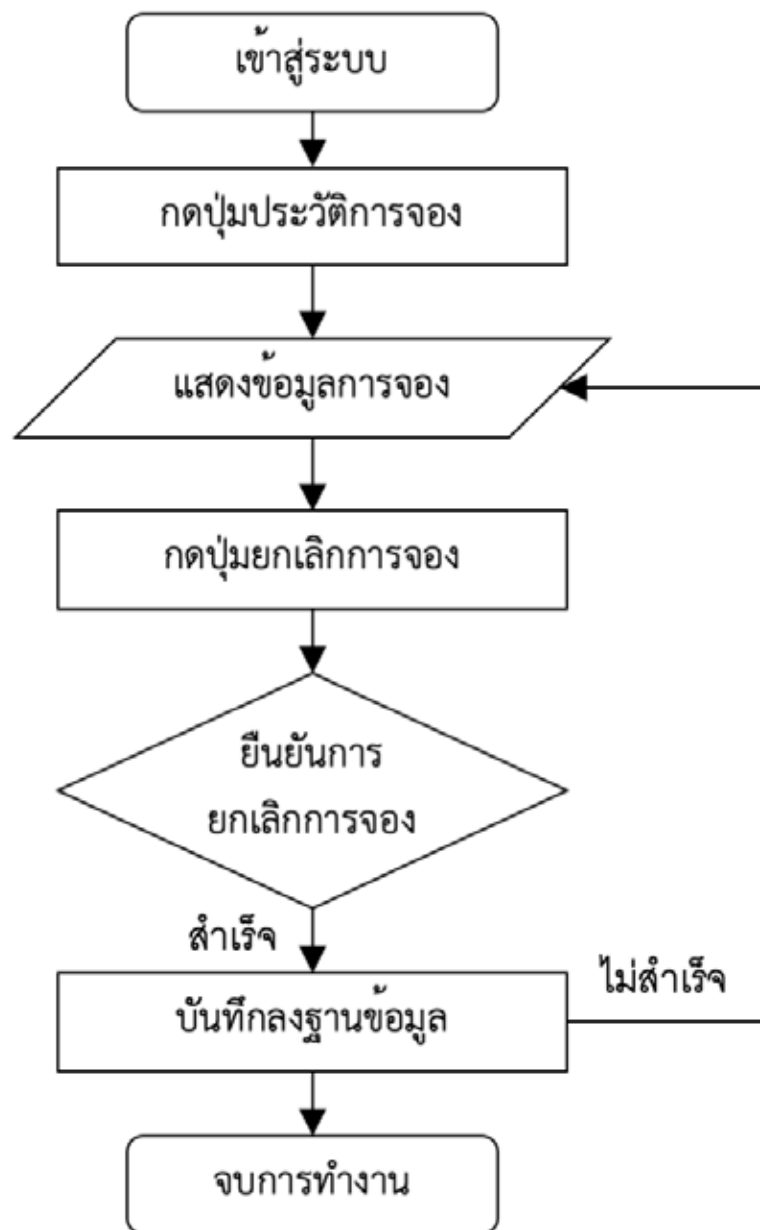 เข้าสู่ระบบ
กดปุ่มประวัติการจอง
แสดงข้อมูลการจอง
กดปุ่มยกเลิกการจอง
ยืนยันการ
ยกเลิกการจอง
สำเร็จ
ไม่สำเร็จ
บันทึกลงฐานข้อมูล
จบการทำงาน